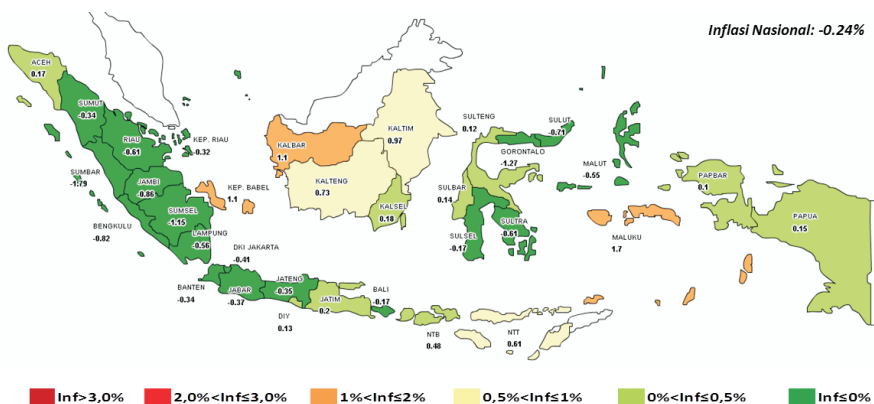 Inflasi Nasional: -0.24%
ACEH
0.17
SUMUT
-0.34
RIAU
-0.61
KEP. RIAU
-0.32
SUMBAR
-1.79
JAMBI
-0.86
KEP. BABEL
1.1
SUMSEL
-1.15
BENGKULU
-0.82
LAMPUNG
-0.56
DKI JAKARTA
-0.41
BANTEN
-0.34
JABAR
-0.37
JATENG
-0.35
DIY
0.13
JATIM
0.2
BALI
-0.17
NTB
0.48
NTT
0.61
KALBAR
1.1
KALTENG
0.73
KALTIM
0.97
KALSEL
0.18
SULTENG
0.12
SULUT
-0.71
GORONTALO
-1.27
SULBAR
0.14
SULSEL
-0.17
SULTRA
-0.61
MALUT
-0.55
MALUKU
1.7
PAPBAR
0.1
PAPUA
0.15
Inf>3,0%
2,0%<Inf≤3,0%
1%<Inf≤2%
0,5%<Inf≤1%
0%<Inf≤0,5%
Inf≤0%